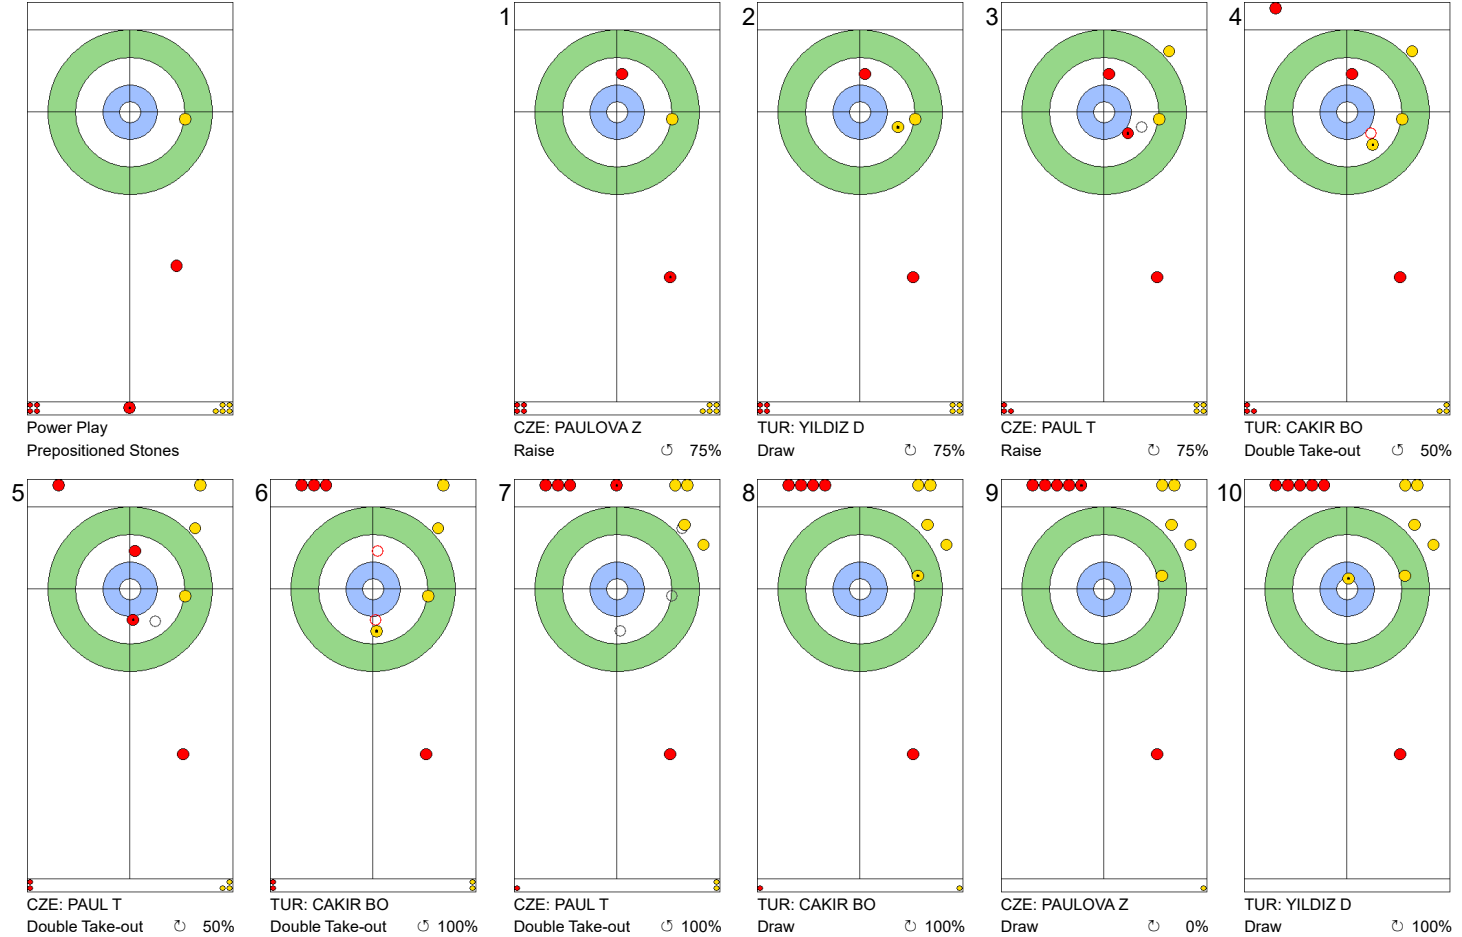 1
2
3
4
Power Play
Prepositioned Stones
CZE: PAULOVA Z
Raise 75%
TUR: YILDIZ D
Draw 75%
CZE: PAUL T
Raise 75%
TUR: CAKIR BO
Double Take-out 50%
5
6
7
8
9
10
CZE: PAUL T
Double Take-out 50%
TUR: CAKIR BO
Double Take-out 100%
CZE: PAUL T
Double Take-out 100%
TUR: CAKIR BO
Draw 100%
CZE: PAULOVA Z
Draw 0%
TUR: YILDIZ D
Draw 100%